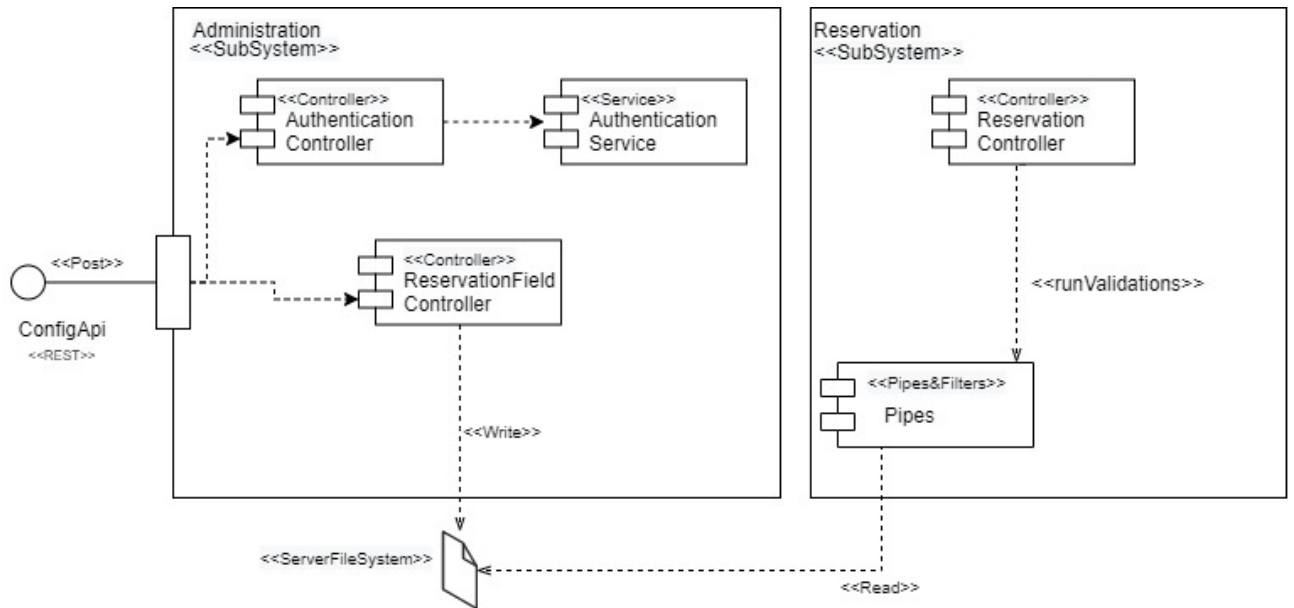 Administration
<<SubSystem>>
<<Controller>>
Authentication
Controller
<<Service>>
Authentication
Service
<<Post>>
ConfigApi
<<REST>>
<<Controller>>
ReservationField
Controller
<<Write>>
<<ServerFileSystem>>
Reservation
<<SubSystem>>
<<Controller>>
Reservation
Controller
<<runValidations>>
<<Pipes&Filters>>
Pipes
<<Read>>